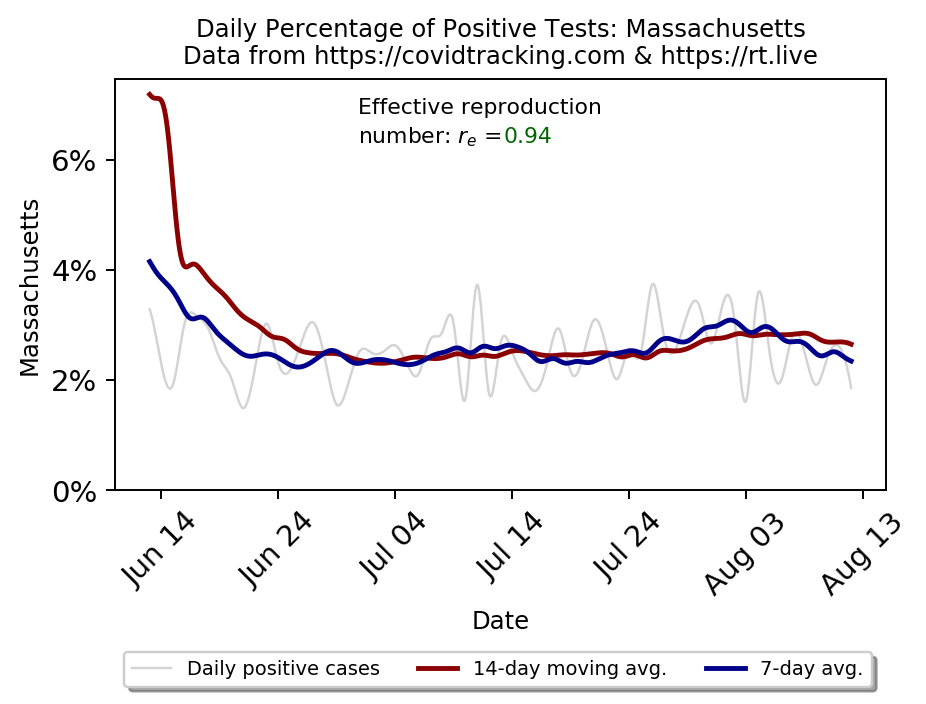 Daily Percentage of Positive Tests: Massachusetts
Data from https://covidtracking.com & https://rt.live
Effective reproduction
number: rₑ =0.94
Massachusetts
6%
4%
2%
0%
Jun 14
Jun 24
Jul 04
Jul 14
Jul 24
Aug 03
Aug 13
Date
Daily positive cases
14-day moving avg.
7-day avg.